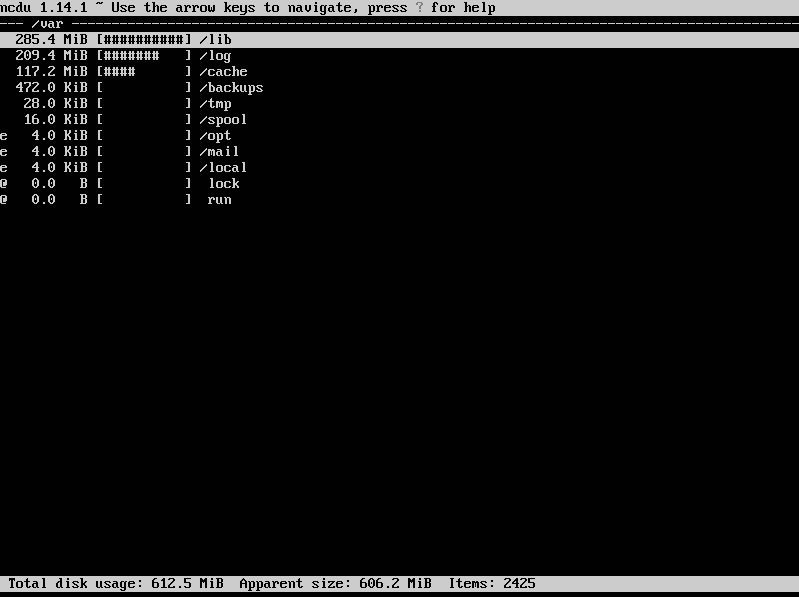 ncdu 1.14.1 ~ Use the arrow keys to navigate, press ? for help
--- /var ----------------------------------------------------------------------------
  285.4 MiB [##########] /lib
  209.4 MiB [#######   ] /log
  117.2 MiB [####      ] /cache
  472.0 KiB [          ] /backups
   28.0 KiB [          ] /tmp
   16.0 KiB [          ] /spool
e   4.0 KiB [          ] /opt
e   4.0 KiB [          ] /mail
e   4.0 KiB [          ] /local
@   0.0   B [          ]  lock
@   0.0   B [          ]  run
Total disk usage: 612.5 MiB  Apparent size: 606.2 MiB  Items: 2425